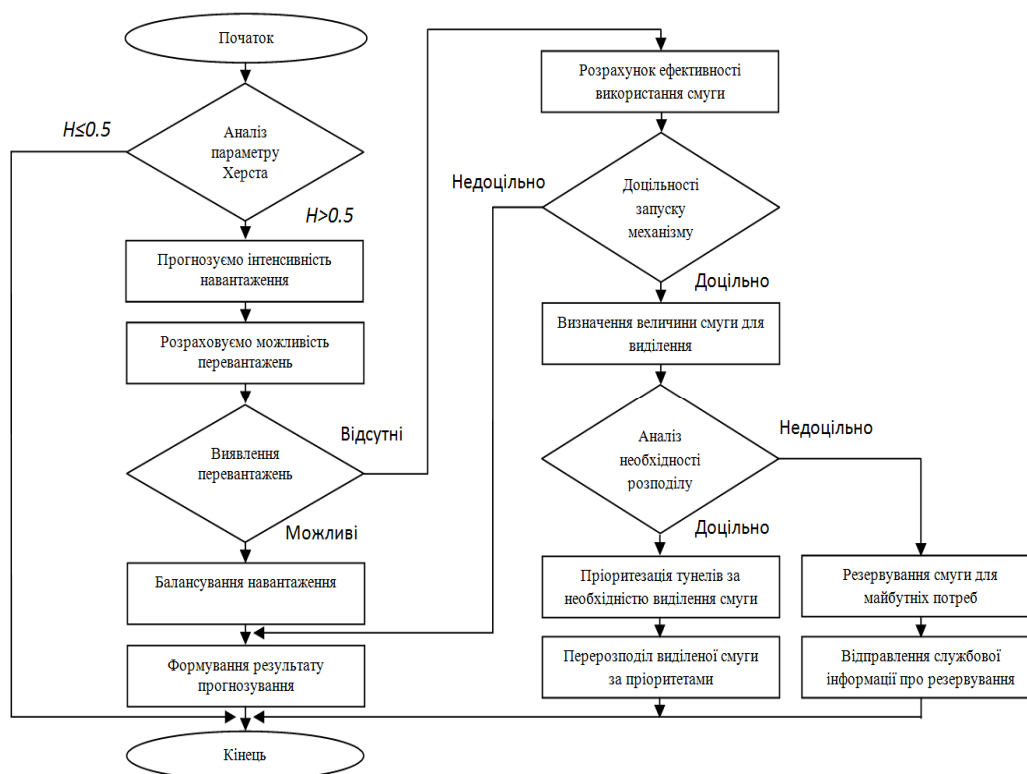 Початок
H≤0.5
Аналіз
параметру
Херста
H>0.5
Прогнозуємо інтенсивність
навантаження
Розраховуємо можливість
перевантажень
Виявлення
перевантажень
Відсутні
Можливі
Балансування навантаження
Формування результату
прогнозування
Кінець
Розрахунок ефективності
використання смуги
Недоцільно
Доцільності
запуску
механізму
Доцільно
Визначення величини смуги для
виділення
Аналіз
необхідності
розподілу
Недоцільно
Доцільно
Пріоритезація тунелів за
необхідністю виділення смуги
Перерозподіл виділеної смуги
за пріоритетами
Резервування смуги для
майбутніх потреб
Відправлення службової
інформації про резервування